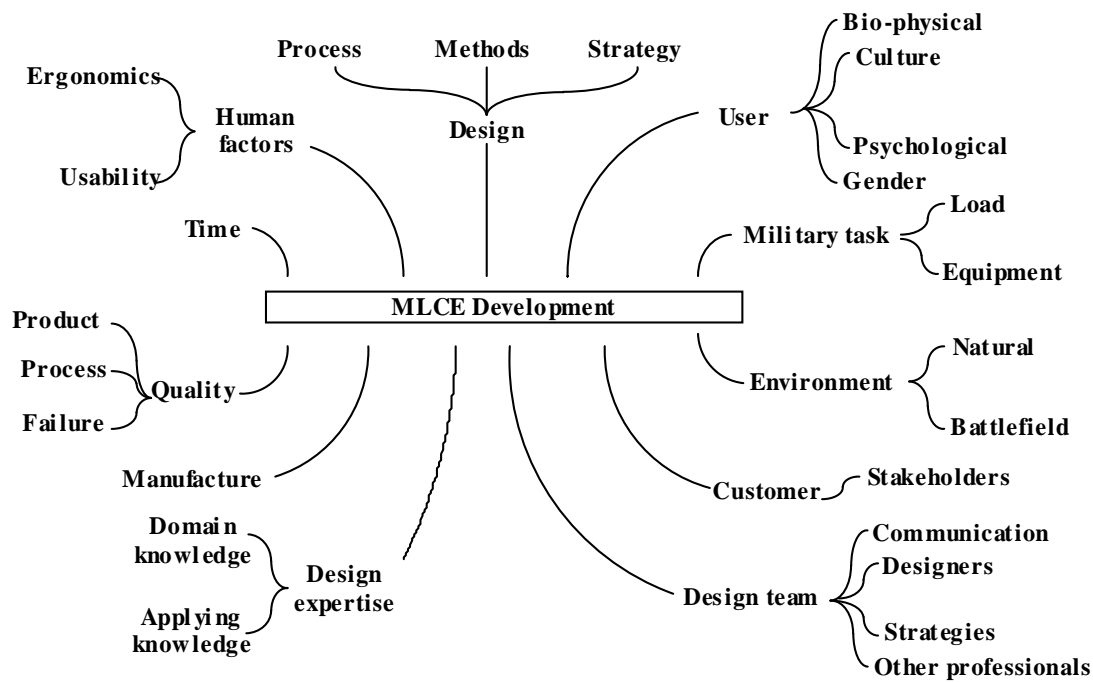 Process
Methods
Strategy
Design
Ergonomics
Usability
Human
factors
Time
User
Bio-physical
Culture
Psychological
Gender
Military task
Load
Equipment
MLCE Development
Product
Process
Failure
Quality
Environment
Natural
Battlefield
Manufacture
Customer
Stakeholders
Domain
knowledge
Applying
knowledge
Design
expertise
Design team
Communication
Designers
Strategies
Other professionals